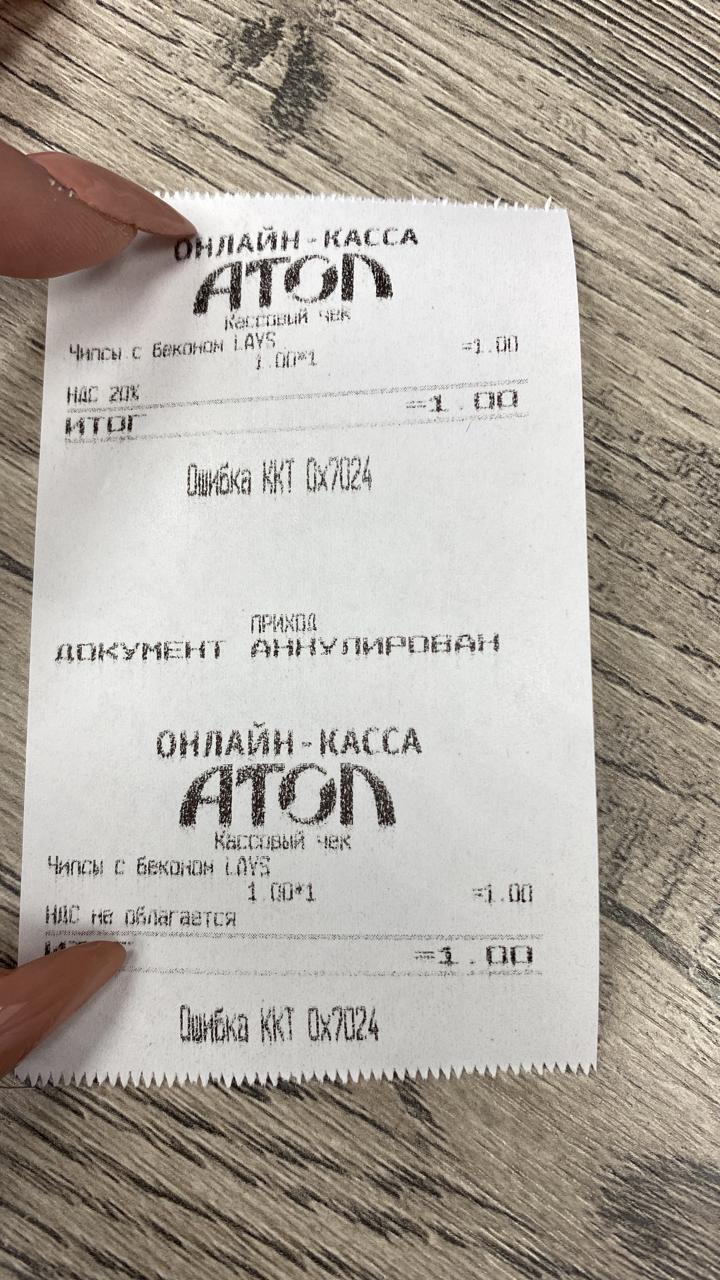 ОНЛАЙН-КАССА
АТОЛ
Кассовый чек
Чипсы с беконом LAYS
1.00*1 =1.00
НДС 20%
ИТОГ =1.00
Ошибка ККТ 0x7024
ПРИХОД
ДОКУМЕНТ АННУЛИРОВАН
ОНЛАЙН-КАССА
АТОЛ
Кассовый чек
Чипсы с беконом LAYS
1.00*1 =1.00
НДС не облагается
=1.00
Ошибка ККТ 0x7024